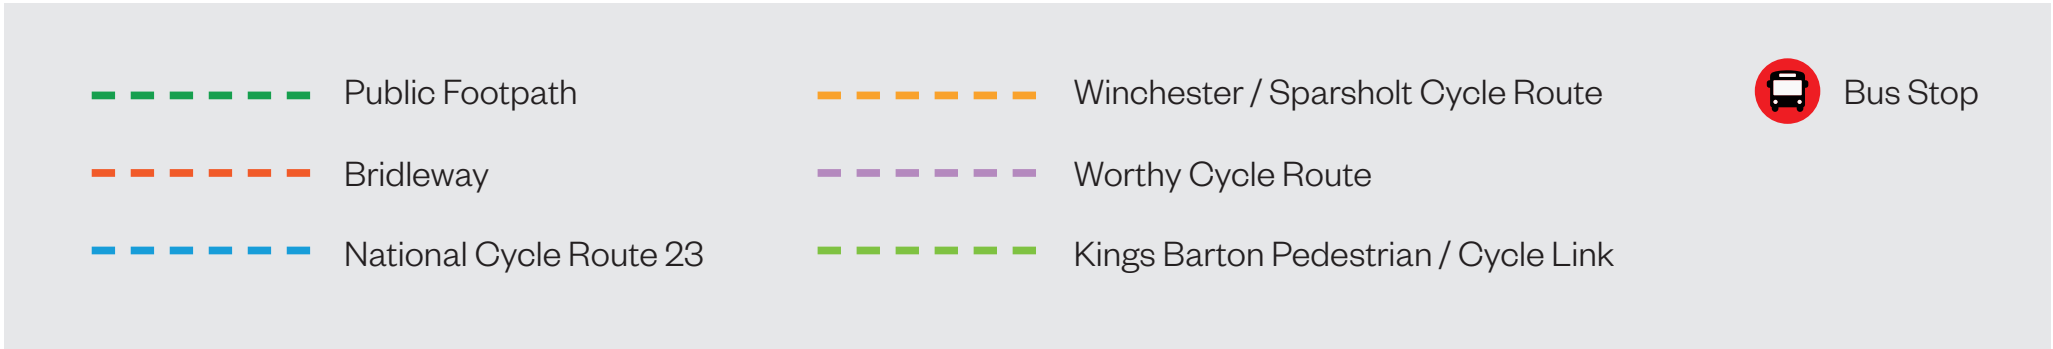 Public Footpath
Bridleway
National Cycle Route 23
Winchester / Sparsholt Cycle Route
Worthy Cycle Route
Kings Barton Pedestrian / Cycle Link
Bus Stop